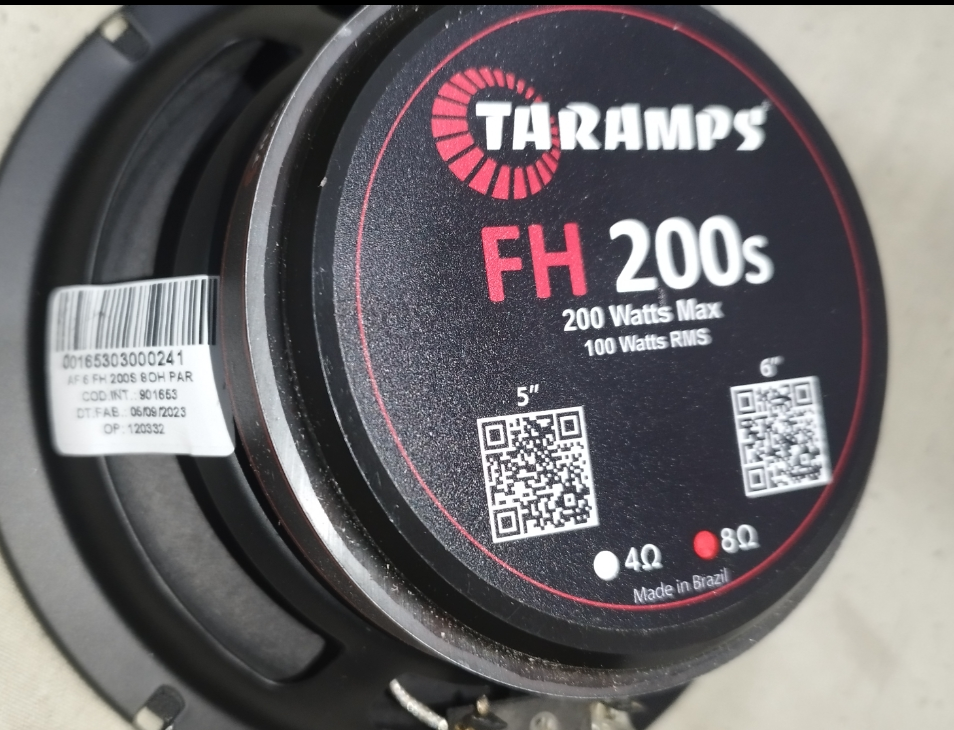 TARAMPS
FH 200s
200 Watts Max
100 Watts RMS
5"
6"
4Ω
8Ω
Made in Brazil
00165303000241
AF 6 FH 200S 8OH PAR
COD.INT.: 901653
DT.FAB.: 06/09/2023
OP: 120332